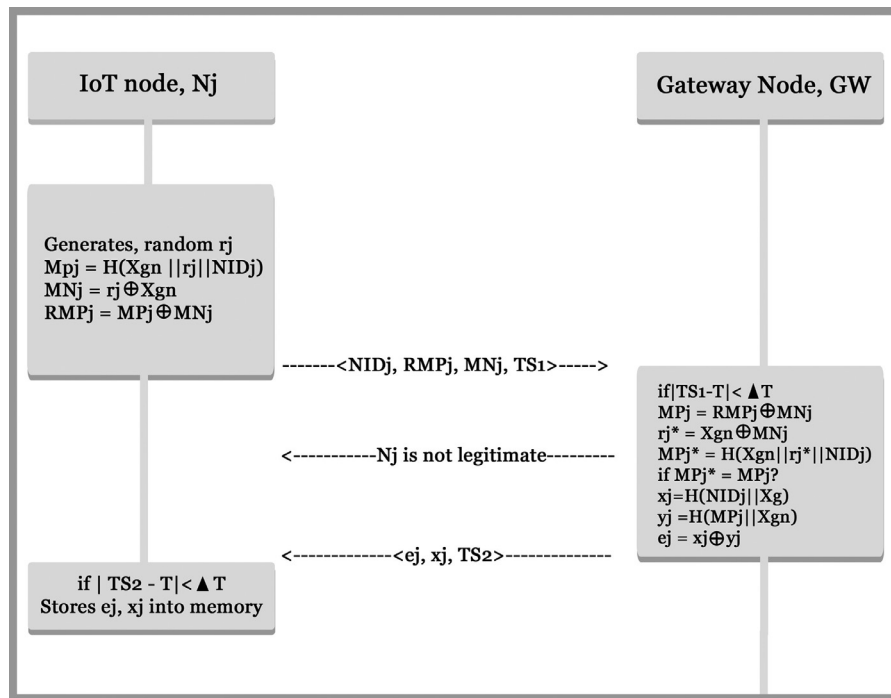 IoT node, Nj
Gateway Node, GW
Generates, random rj
Mpj = H(Xgn ||rj||NIDj)
MNj = rj⊕Xgn
RMPj = MPj⊕MNj
-------<NIDj, RMPj, MNj, TS1>----->
if|TS1-T|< ▲T
MPj = RMPj⊕MNj
rj* = Xgn⊕MNj
MPj* = H(Xgn||rj*||NIDj)
if MPj* = MPj?
xj=H(NIDj||Xg)
yj =H(MPj||Xgn)
ej = xj⊕yj
<-----------Nj is not legitimate---------
<------------<ej, xj, TS2>-------------
if | TS2 - T|< ▲T
Stores ej, xj into memory